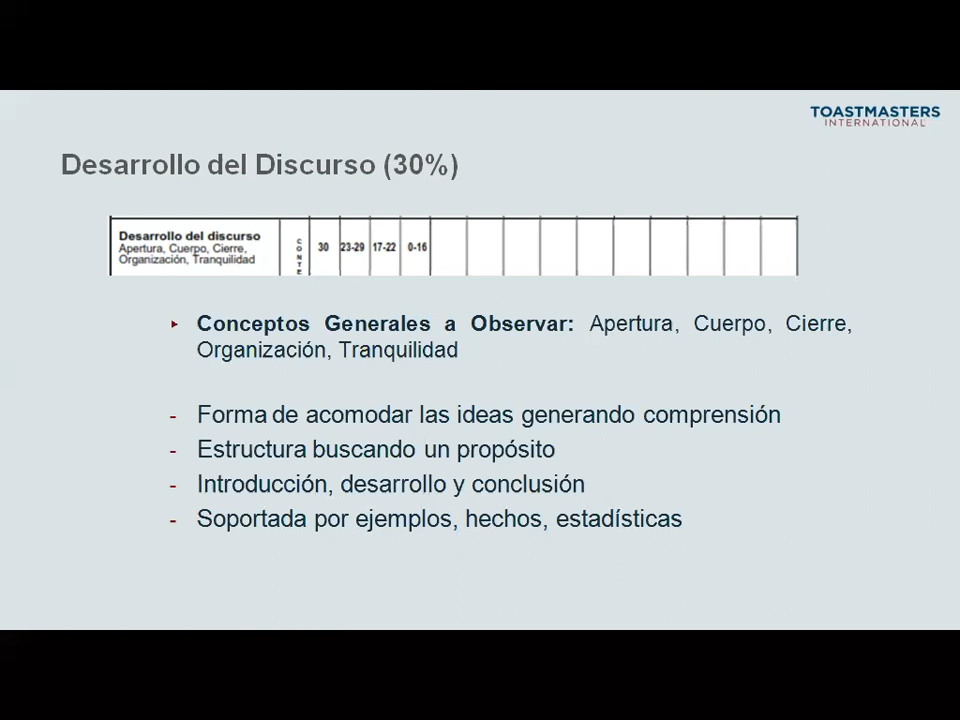 TOASTMASTERS
INTERNATIONAL
Desarrollo del Discurso (30%)
Desarrollo del discurso
Apertura, Cuerpo, Cierre,
Organización, Tranquilidad
CONTE
30 23-29 17-22 0-16
‣ Conceptos Generales a Observar: Apertura, Cuerpo, Cierre,
Organización, Tranquilidad
- Forma de acomodar las ideas generando comprensión
- Estructura buscando un propósito
- Introducción, desarrollo y conclusión
- Soportada por ejemplos, hechos, estadísticas